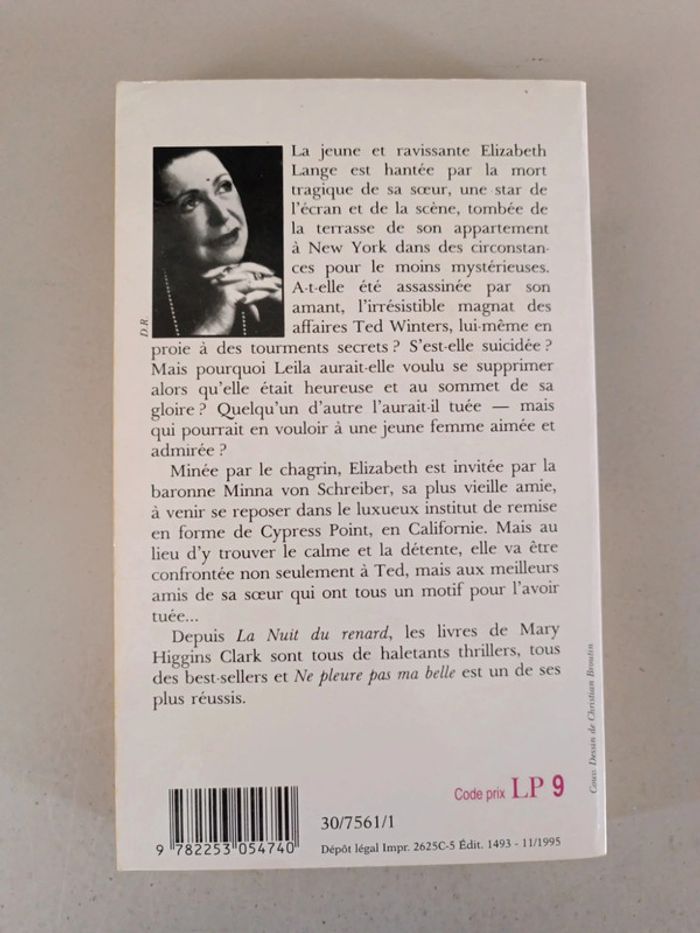 La jeune et ravissante Elizabeth
Lange est hantée par la mort
tragique de sa sœur, une star de
l'écran et de la scène, tombée de
la terrasse de son appartement
à New York dans des circonstan-
ces pour le moins mystérieuses.
A-t-elle été assassinée par son
amant, l'irrésistible magnat des
affaires Ted Winters, lui-même en
D.R.
proie à des tourments secrets ? S'est-elle suicidée ?
Mais pourquoi Leila aurait-elle voulu se supprimer
alors qu'elle était heureuse et au sommet de sa
gloire ? Quelqu'un d'autre l'aurait-il tuée — mais
qui pourrait en vouloir à une jeune femme aimée et
admirée ?
Minée par le chagrin, Elizabeth est invitée par la
baronne Minna von Schreiber, sa plus vieille amie,
à venir se reposer dans le luxueux institut de remise
en forme de Cypress Point, en Californie. Mais au
lieu d'y trouver le calme et la détente, elle va être
confrontée non seulement à Ted, mais aux meilleurs
amis de sa sœur qui ont tous un motif pour l'avoir
tuée...
Depuis La Nuit du renard, les livres de Mary
Higgins Clark sont tous de haletants thrillers, tous
des best-sellers et Ne pleure pas ma belle est un de ses
plus réussis.
Couv. Dessin de Christian Broutin
Code prix LP 9
30/7561/1
9 782253 054740
Dépôt légal Impr. 2625C-5 Édit. 1493 - 11/1995